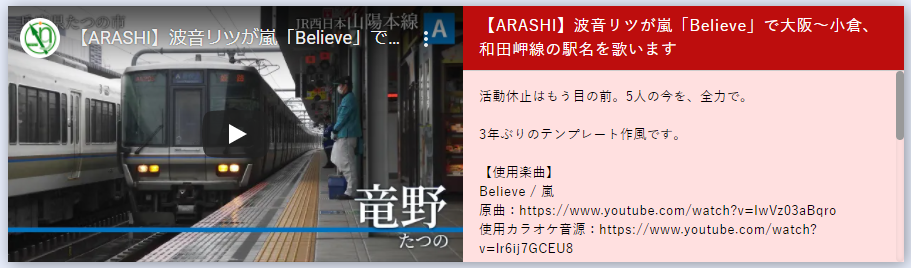 たつの市
JR西日本山陽本線
A
【ARASHI】波音リツが嵐「Believe」で...
竜野
たつの
【ARASHI】波音リツが嵐「Believe」で大阪～小倉、
和田岬線の駅名を歌います
活動休止はもう目の前。5人の今を、全力で。
3年ぶりのテンプレート作風です。
【使用楽曲】
Believe / 嵐
原曲：https://www.youtube.com/watch?v=IwVz03aBqro
使用カラオケ音源：https://www.youtube.com/watch?
v=Ir6ij7GCEU8